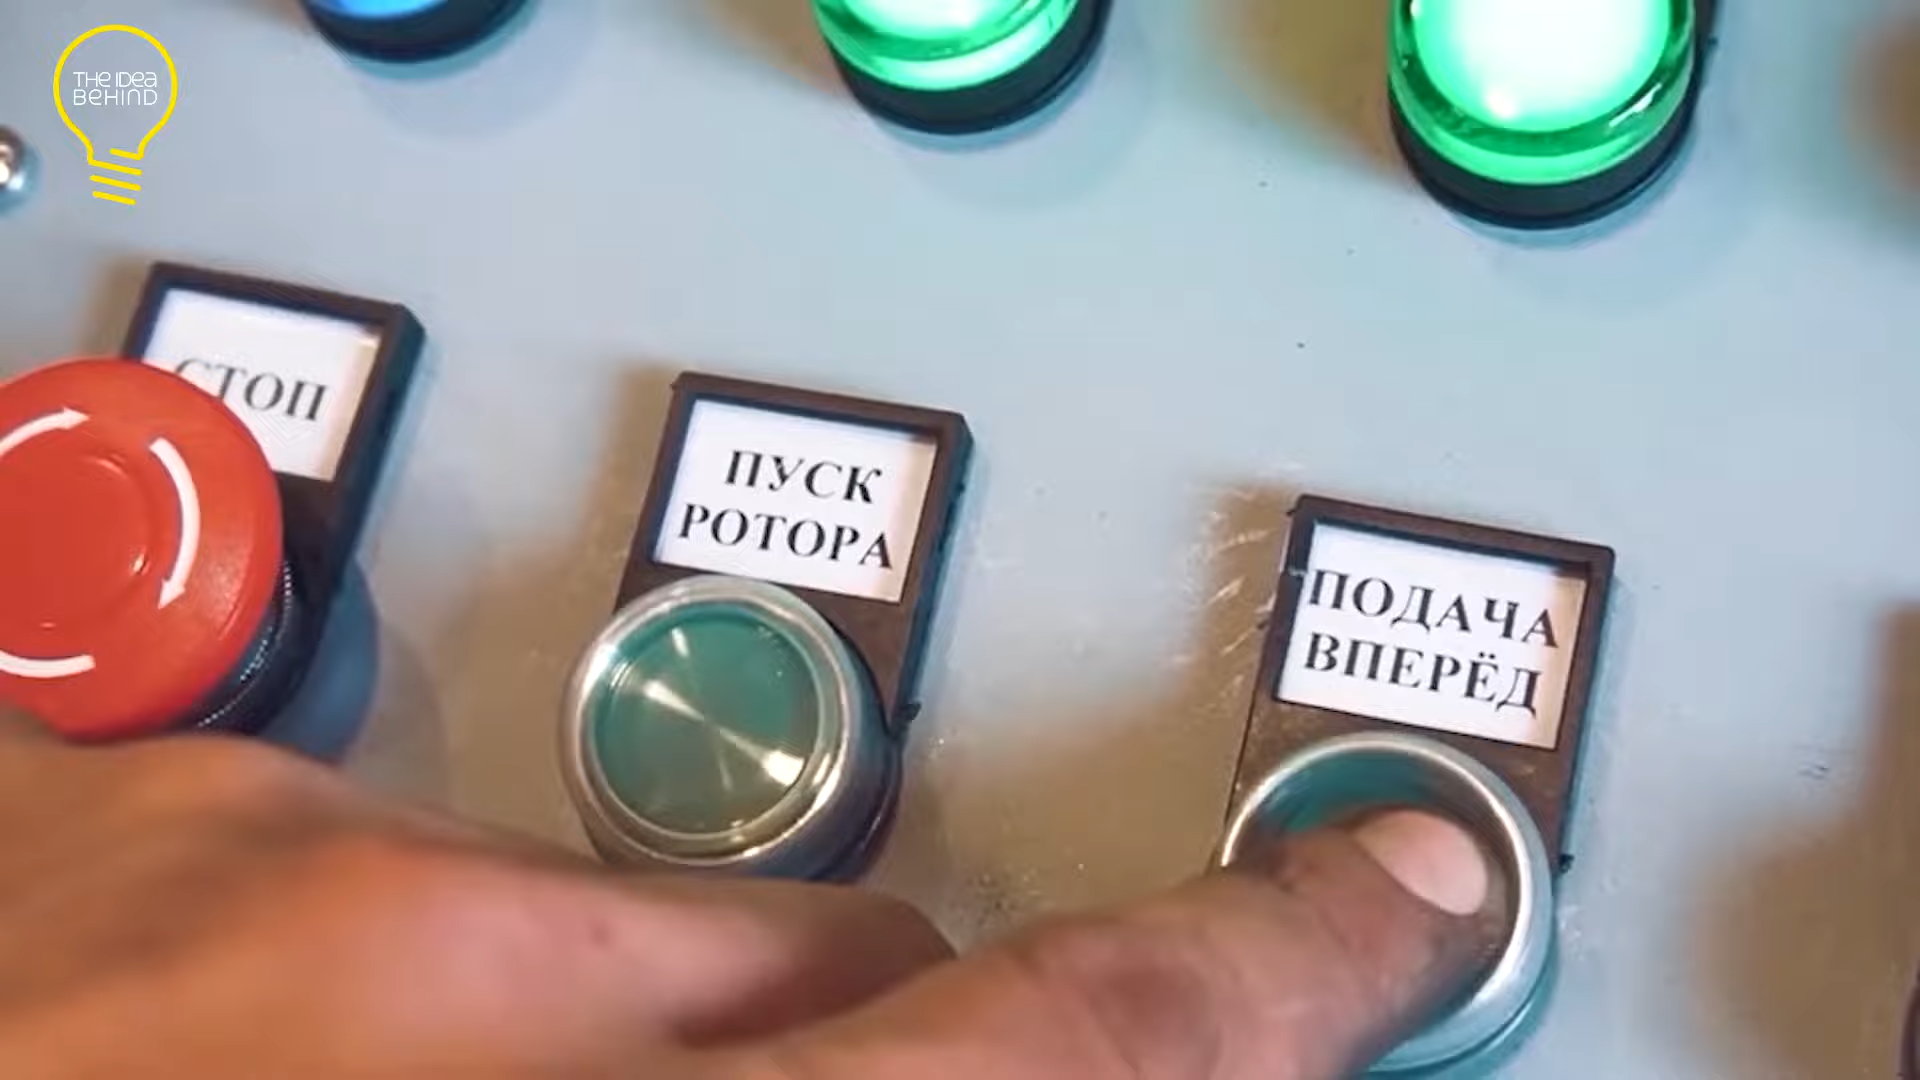 THE IDEA
BEHIND
СТОП
ПУСК
РОТОРА
ПОДАЧА
ВПЕРЁД